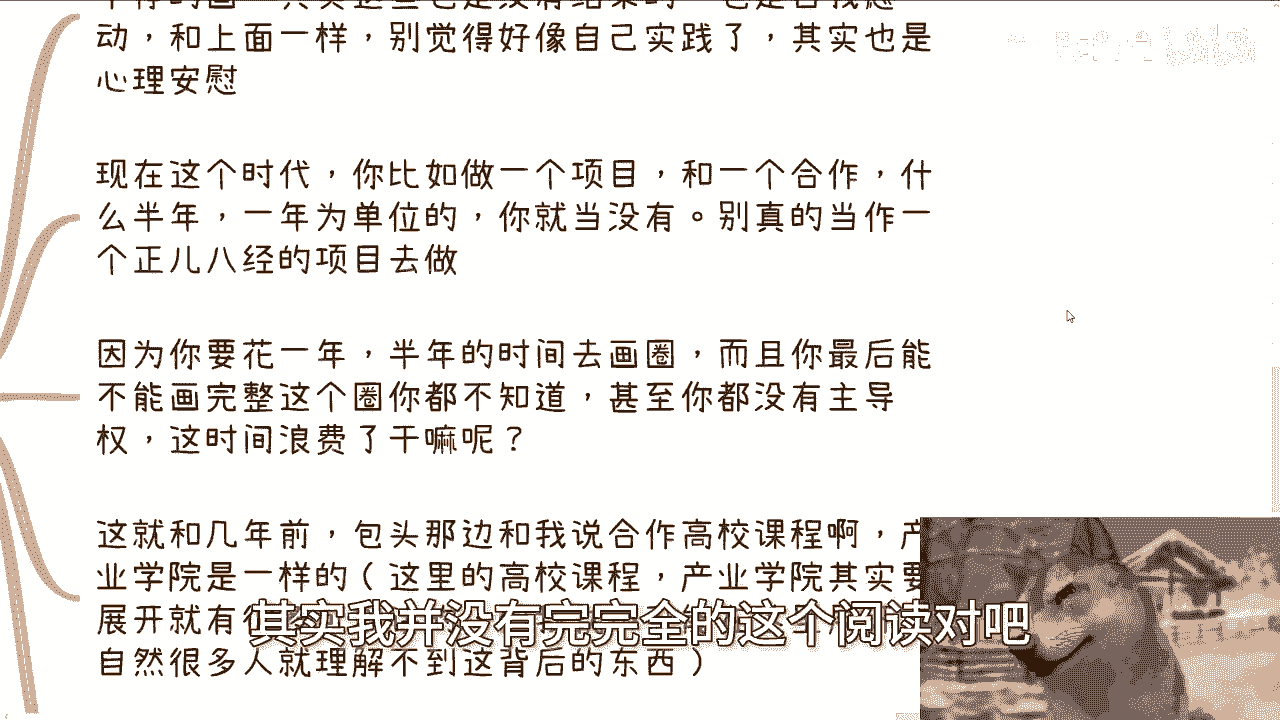 动，和上面一样，别觉得好像自己实践了，其实也是
心理安慰
现在这个时代，你比如做一个项目，和一个合作，什
么半年，一年为单位的，你就当没有。别真的当作一
个正儿八经的项目去做
因为你要花一年，半年的时间去画圈，而且你最后能
不能画完整这个圈你都不知道，甚至你都没有主导
权，这时间浪费了干嘛呢？
这就和几年前，包头那边和我说合作高校课程啊，产
业学院是一样的（这里的高校课程，产业学院其实要
展开就有很
自然很多人就理解不到这背后的东西）
其实我并没有完完全的这个阅读对吧